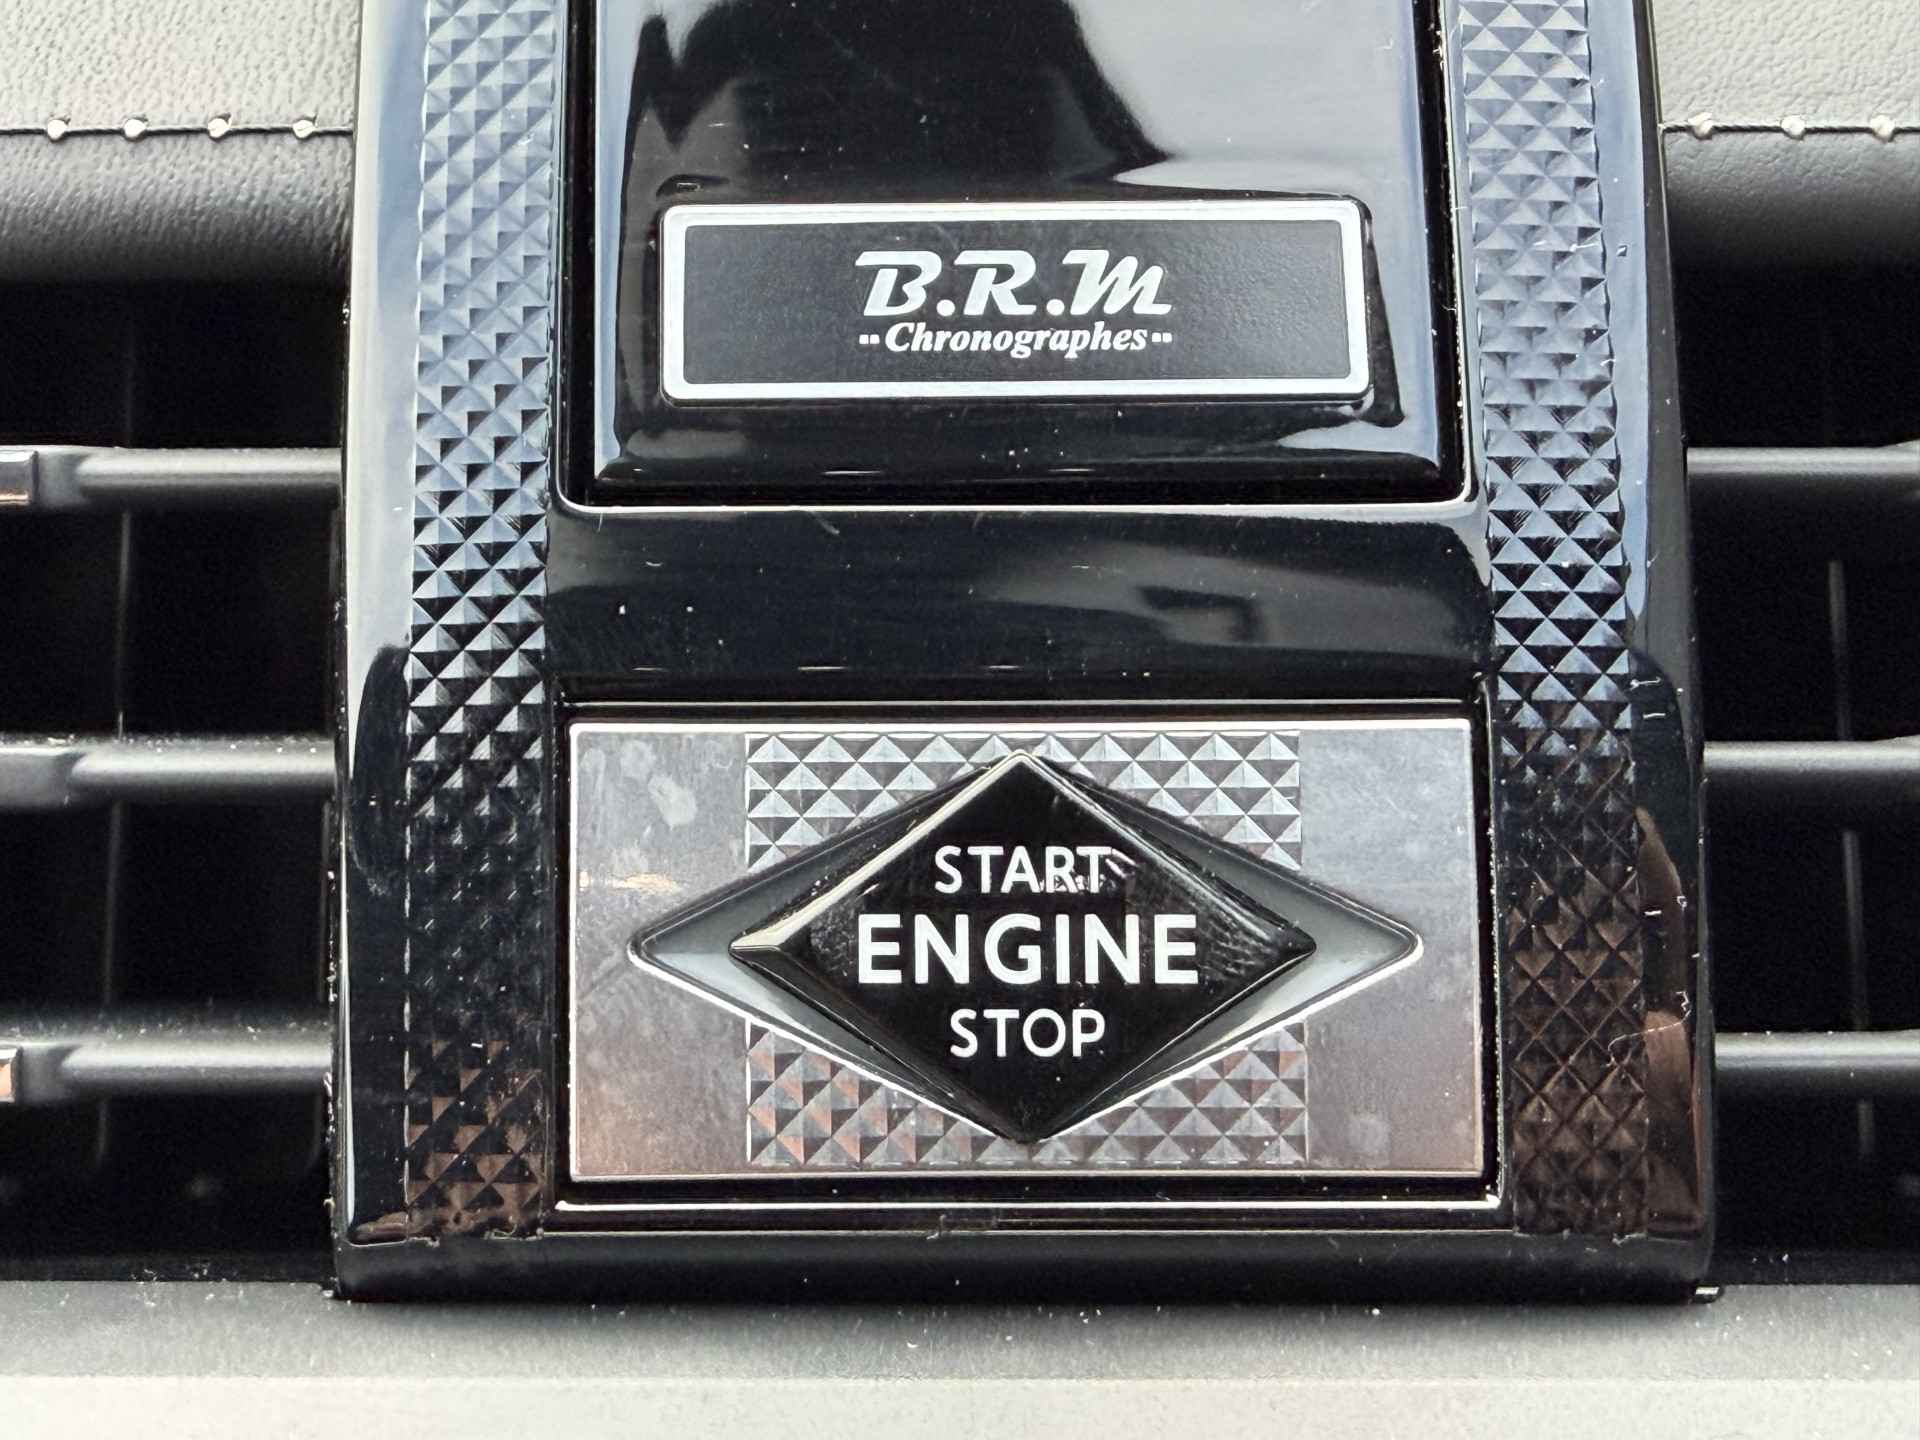 B.R.M
"Chronographes"
START
ENGINE
STOP